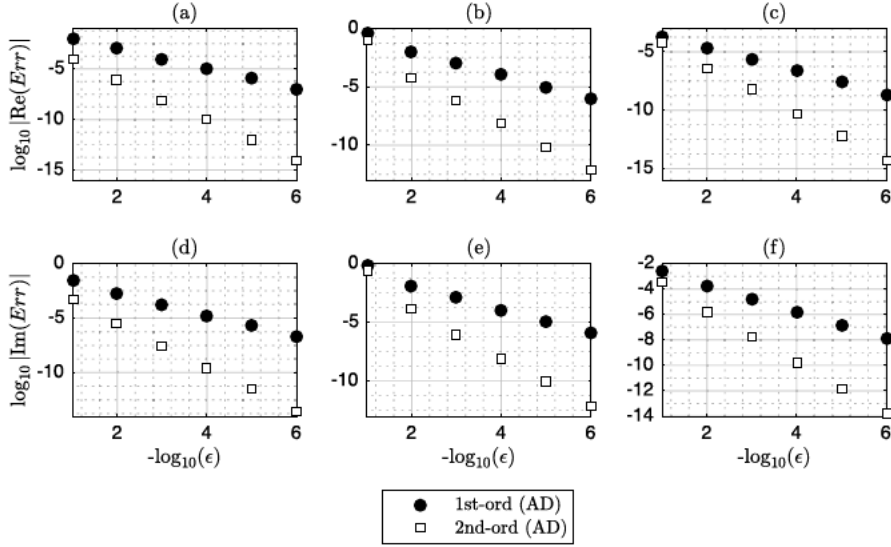 (a) (b) (c)
log₁₀ |Re(Err)|
-5
-10
-15
2 4 6
0
-5
-10
2 4 6
-5
-10
-15
2 4 6
(d) (e) (f)
log₁₀ |Im(Err)|
0
-5
-10
2 4 6
-log₁₀(ϵ)
0
-5
-10
2 4 6
-log₁₀(ϵ)
-2
-4
-6
-8
-10
-12
-14
2 4 6
-log₁₀(ϵ)
1st-ord (AD)
2nd-ord (AD)